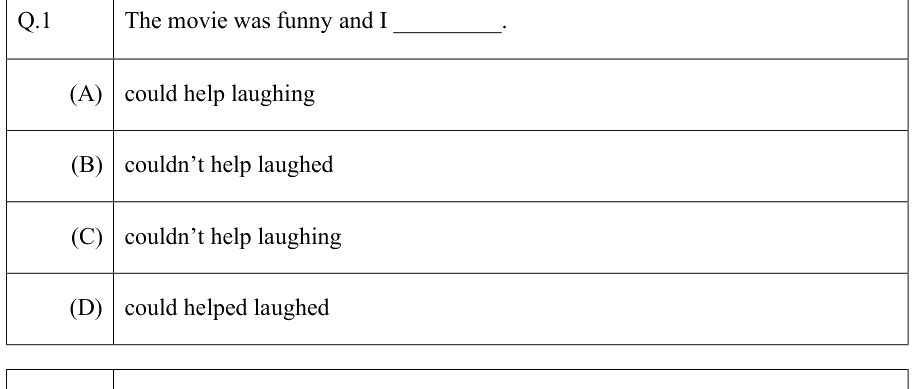 Q.1 The movie was funny and I _________.
(A) could help laughing
(B) couldn’t help laughed
(C) couldn’t help laughing
(D) could helped laughed